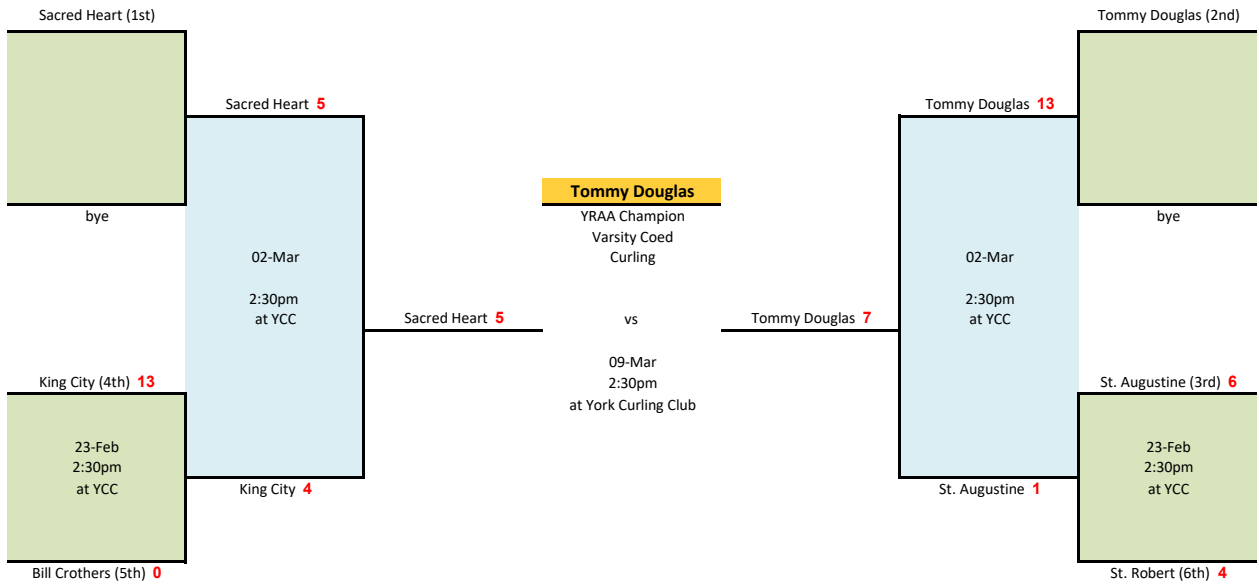 Sacred Heart (1st)
Tommy Douglas (2nd)
Sacred Heart 5
Tommy Douglas 13
Tommy Douglas
bye
YRAA Champion
Varsity Coed
Curling
bye
02-Mar
2:30pm
at YCC
02-Mar
2:30pm
at YCC
Sacred Heart 5
vs
Tommy Douglas 7
09-Mar
2:30pm
at York Curling Club
King City (4th) 13
St. Augustine (3rd) 6
23-Feb
2:30pm
at YCC
23-Feb
2:30pm
at YCC
King City 4
St. Augustine 1
Bill Crothers (5th) 0
St. Robert (6th) 4